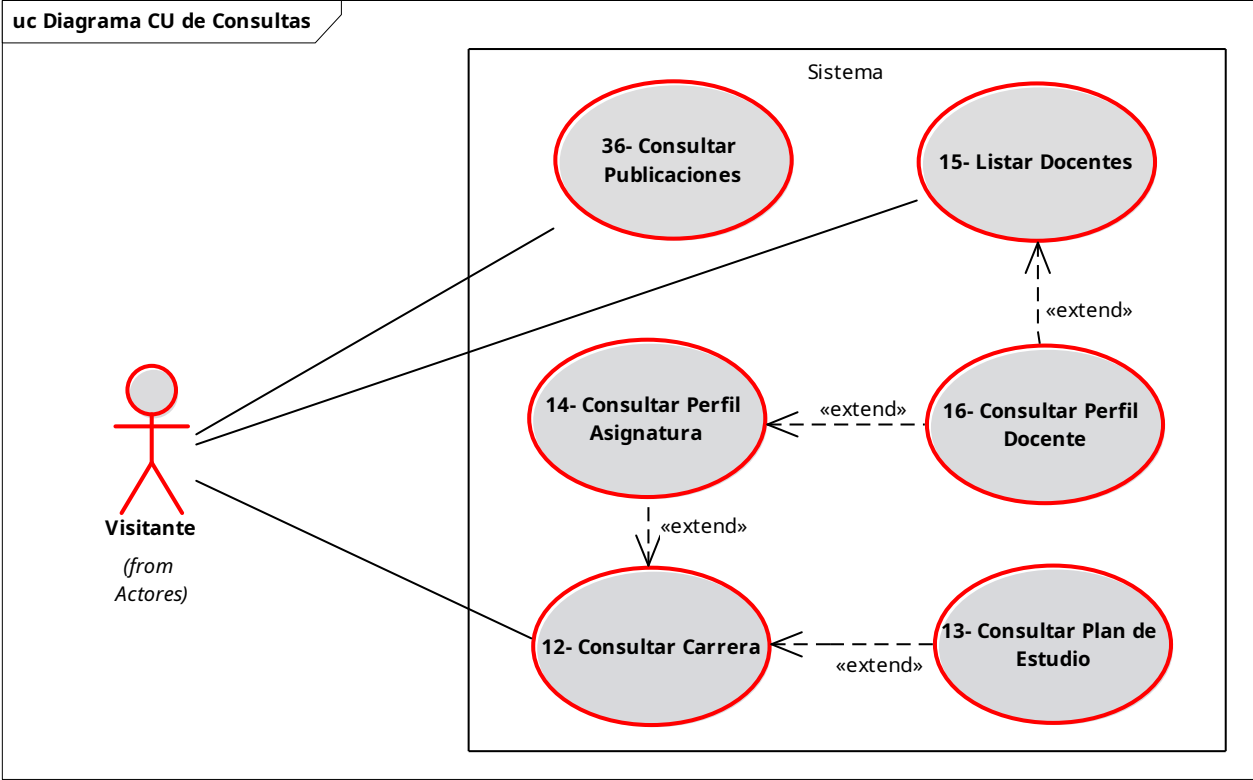 uc Diagrama CU de Consultas
Sistema
36- Consultar
Publicaciones
15- Listar Docentes
«extend»
14- Consultar Perfil
Asignatura
«extend»
16- Consultar Perfil
Docente
Visitante
(from
Actores)
«extend»
12- Consultar Carrera
«extend»
13- Consultar Plan de
Estudio